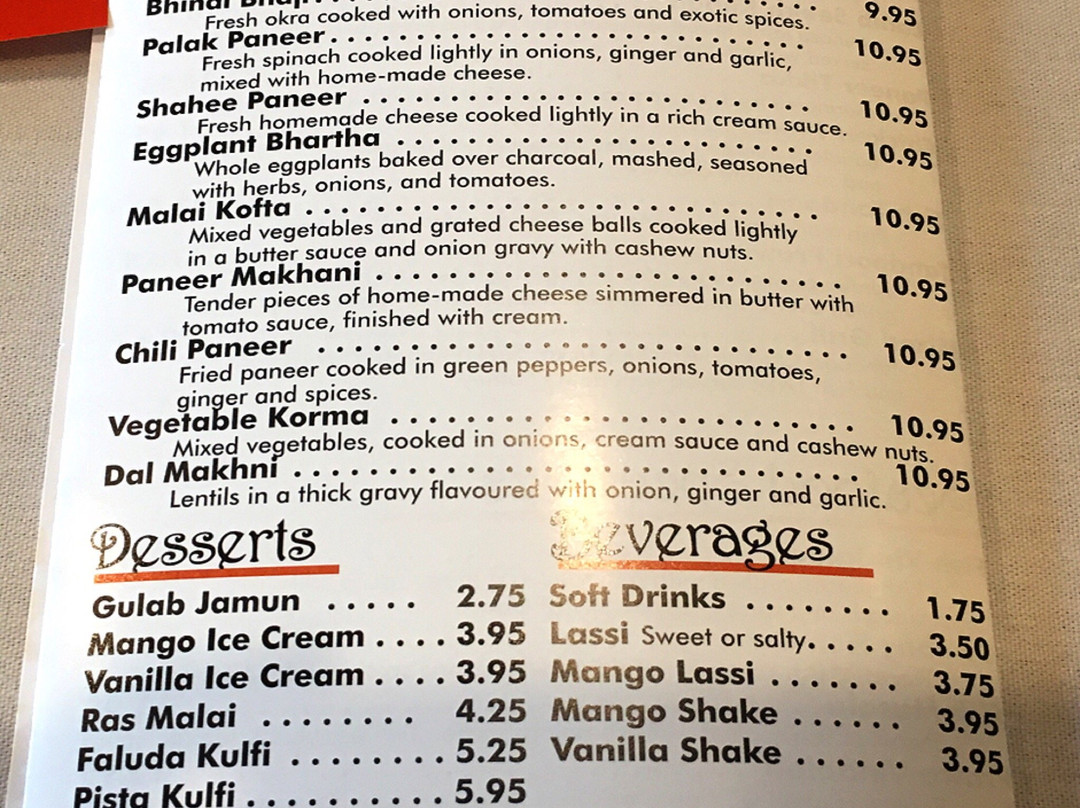 Bhindi Bhaji . . . . . . . . . . . . . . . . . . . . . . . . . . . . . . 9.95
Fresh okra cooked with onions, tomatoes and exotic spices.
Palak Paneer. . . . . . . . . . . . . . . . . . . . . . . . . . . . . . 10.95
Fresh spinach cooked lightly in onions, ginger and garlic,
mixed with home-made cheese.
Shahee Paneer . . . . . . . . . . . . . . . . . . . . . . . . . . . . 10.95
Fresh homemade cheese cooked lightly in a rich cream sauce.
Eggplant Bhartha . . . . . . . . . . . . . . . . . . . . . . . . . . 10.95
Whole eggplants baked over charcoal, mashed, seasoned
with herbs, onions, and tomatoes.
Malai Kofta . . . . . . . . . . . . . . . . . . . . . . . . . . . . . . 10.95
Mixed vegetables and grated cheese balls cooked lightly
in a butter sauce and onion gravy with cashew nuts.
Paneer Makhani . . . . . . . . . . . . . . . . . . . . . . . . . . . 10.95
Tender pieces of home-made cheese simmered in butter with
tomato sauce, finished with cream.
Chili Paneer . . . . . . . . . . . . . . . . . . . . . . . . . . . . . . 10.95
Fried paneer cooked in green peppers, onions, tomatoes,
ginger and spices.
Vegetable Korma . . . . . . . . . . . . . . . . . . . . . . . . . . 10.95
Mixed vegetables, cooked in onions, cream sauce and cashew nuts.
Dal Makhni . . . . . . . . . . . . . . . . . . . . . . . . . . . . . . 10.95
Lentils in a thick gravy flavoured with onion, ginger and garlic.
Desserts
Gulab Jamun . . . . . 2.75
Mango Ice Cream . . . . 3.95
Vanilla Ice Cream . . . . 3.95
Ras Malai . . . . . . . . 4.25
Faluda Kulfi . . . . . . . . 5.25
Pista Kulfi . . . . . . . . . . 5.95
Beverages
Soft Drinks . . . . . . . . 1.75
Lassi Sweet or salty. . . . . . 3.50
Mango Lassi . . . . . . . 3.75
Mango Shake . . . . . . 3.95
Vanilla Shake . . . . . . 3.95